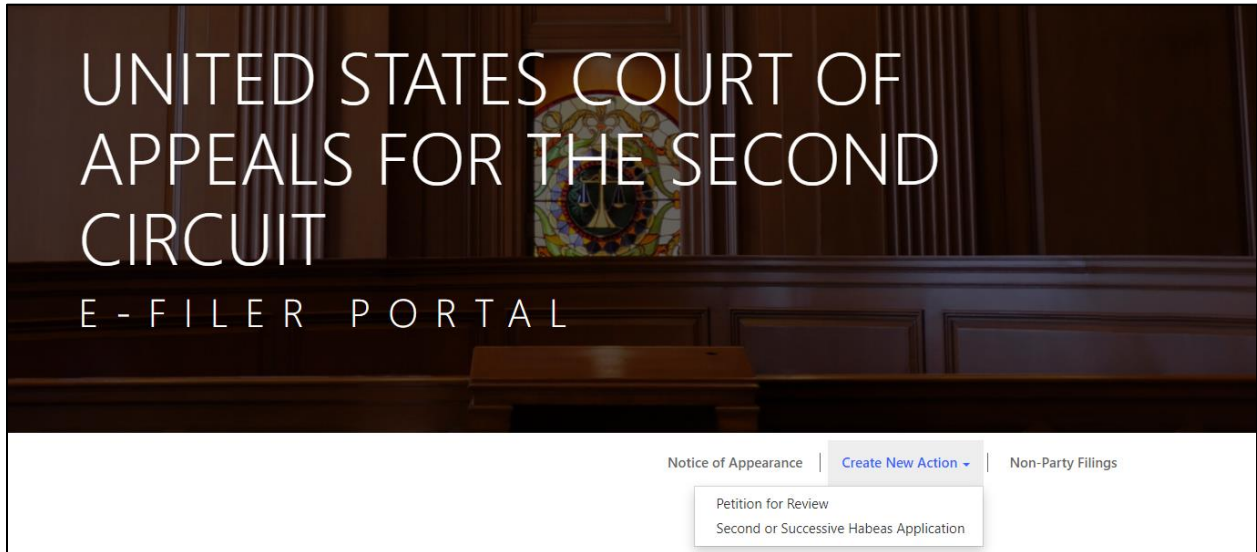 UNITED STATES COURT OF
APPEALS FOR THE SECOND
CIRCUIT
E-FILER PORTAL
Notice of Appearance | Create New Action | Non-Party Filings
Petition for Review
Second or Successive Habeas Application